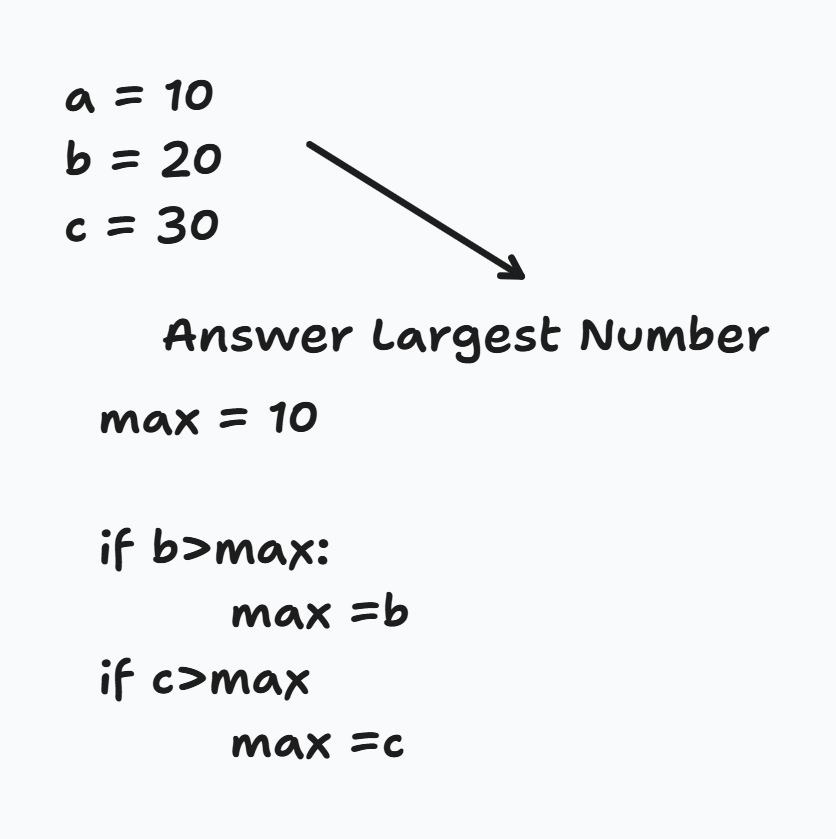 a = 10
b = 20
c = 30
Answer Largest Number
max = 10
if b>max:
max =b
if c>max
max =c